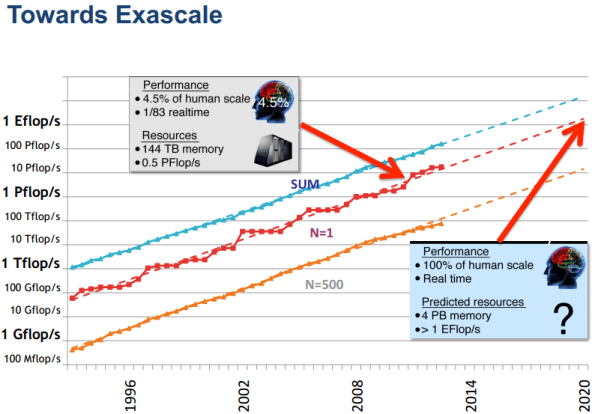 Towards Exascale
Performance
• 4.5% of human scale
• 1/83 realtime
Resources
• 144 TB memory
• 0.5 PFlop/s
4.5%
1 Eflop/s
100 Pflop/s
10 Pflop/s
1 Pflop/s
100 Tflop/s
10 Tflop/s
1 Tflop/s
100 Gflop/s
10 Gflop/s
1 Gflop/s
100 Mflop/s
SUM
N=1
N=500
Performance
• 100% of human scale
• Real time
Predicted resources
• 4 PB memory
• > 1 EFlop/s
?
1996
2002
2008
2014
2020